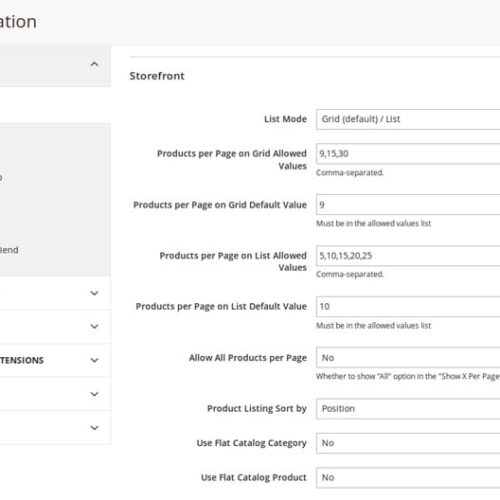 ation
Storefront
List Mode
Grid (default) / List
Products per Page on Grid Allowed
Values
9,15,30
Comma-separated.
Products per Page on Grid Default Value
9
Must be in the allowed values list
iend
Products per Page on List Allowed
Values
5,10,15,20,25
Comma-separated.
Products per Page on List Default Value
10
Must be in the allowed values list
TENSIONS
Allow All Products per Page
No
Whether to show "All" option in the "Show X Per Page
Product Listing Sort by
Position
Use Flat Catalog Category
No
Use Flat Catalog Product
No